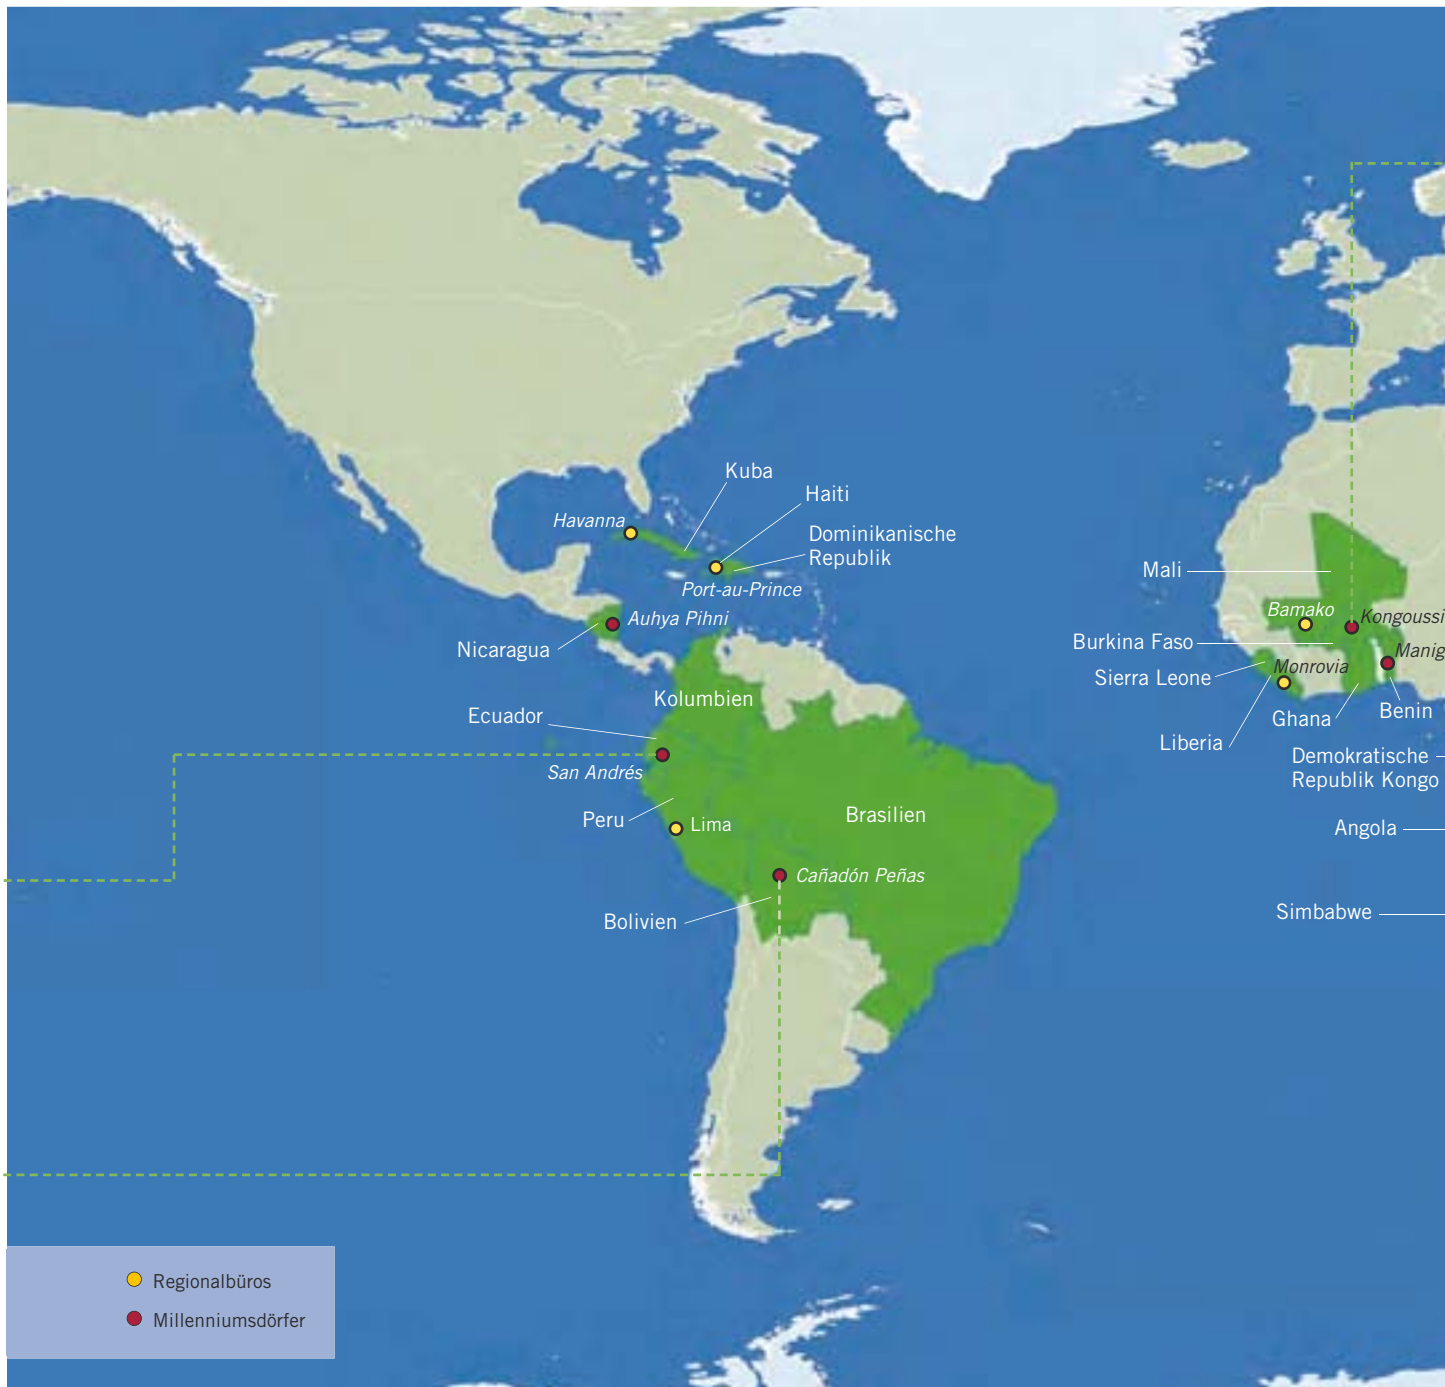 Kuba
Haiti
Havanna
Dominikanische
Republik
Port-au-Prince
Auhya Pihni
Nicaragua
Kolumbien
Ecuador
San Andrés
Peru
Lima
Brasilien
Cañadón Peñas
Bolivien
Mali
Bamako
Kongoussi
Burkina Faso
Manig
Sierra Leone
Monrovia
Ghana
Benin
Liberia
Demokratische
Republik Kongo
Angola
Simbabwe
Regionalbüros
Millenniumsdörfer